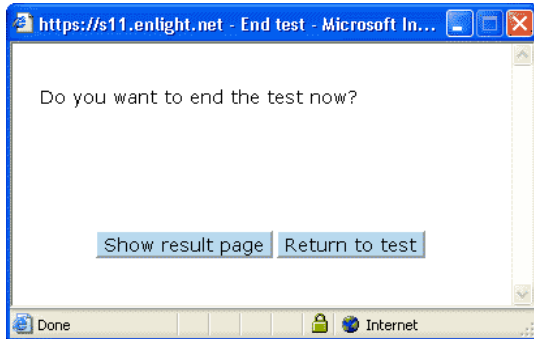 https://s11.enlight.net - End test - Microsoft In...
Do you want to end the test now?
Show result page Return to test
Done Internet